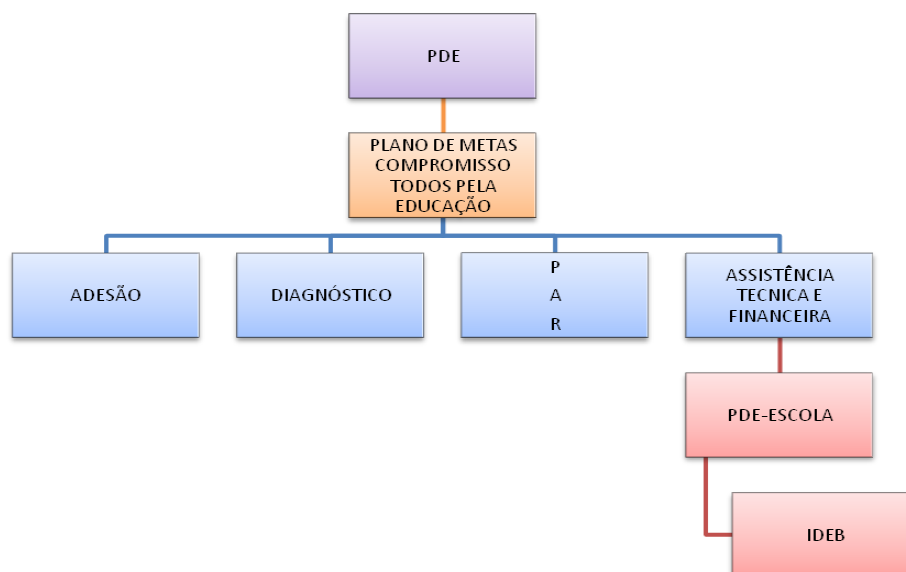 PDE
PLANO DE METAS
COMPROMISSO
TODOS PELA
EDUCAÇÃO
ADESÃO
DIAGNÓSTICO
P
A
R
ASSISTÊNCIA
TECNICA E
FINANCEIRA
PDE-ESCOLA
IDEB